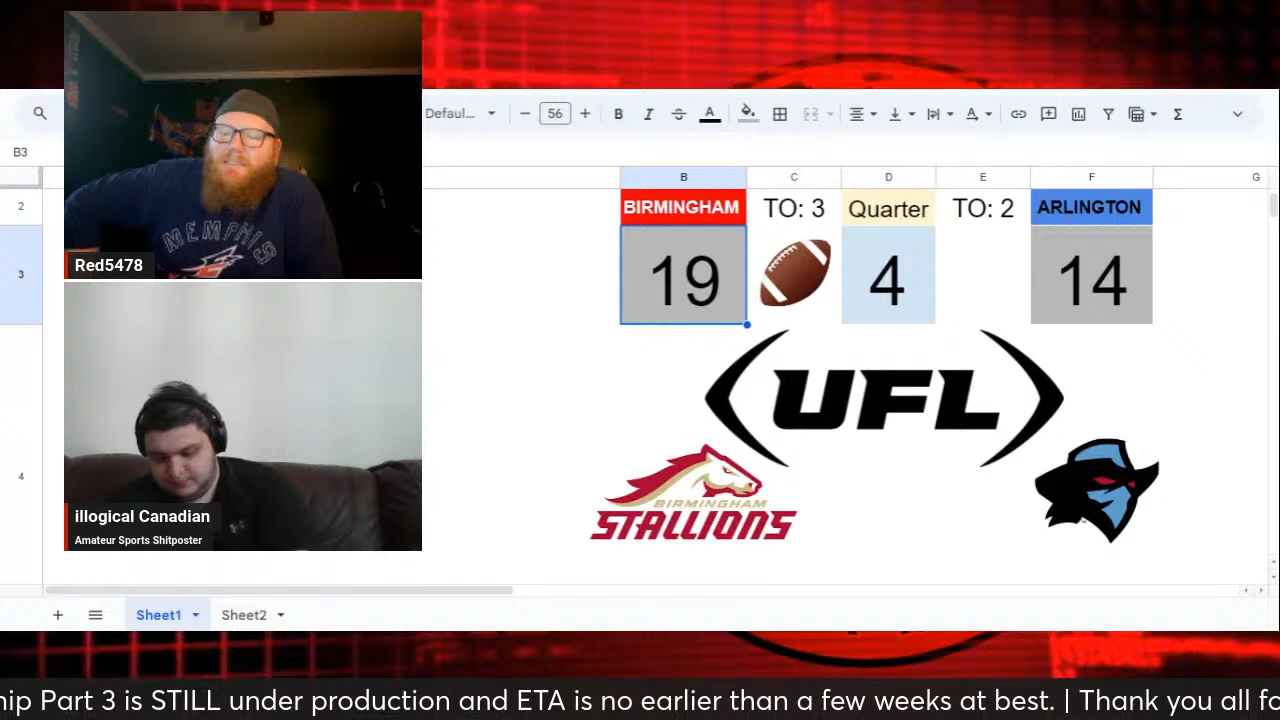 Defaul...
56
B
I
A
A
Σ
B3
B
C
D
E
F
G
2
BIRMINGHAM
TO: 3
Quarter
TO: 2
ARLINGTON
3
19
4
14
MEMPHIS
Red5478
UFL
BIRMINGHAM
STALLIONS
4
illogical Canadian
Amateur Sports Shitposter
Sheet1
Sheet2
hip Part 3 is STILL under production and ETA is no earlier than a few weeks at best. | Thank you all fo